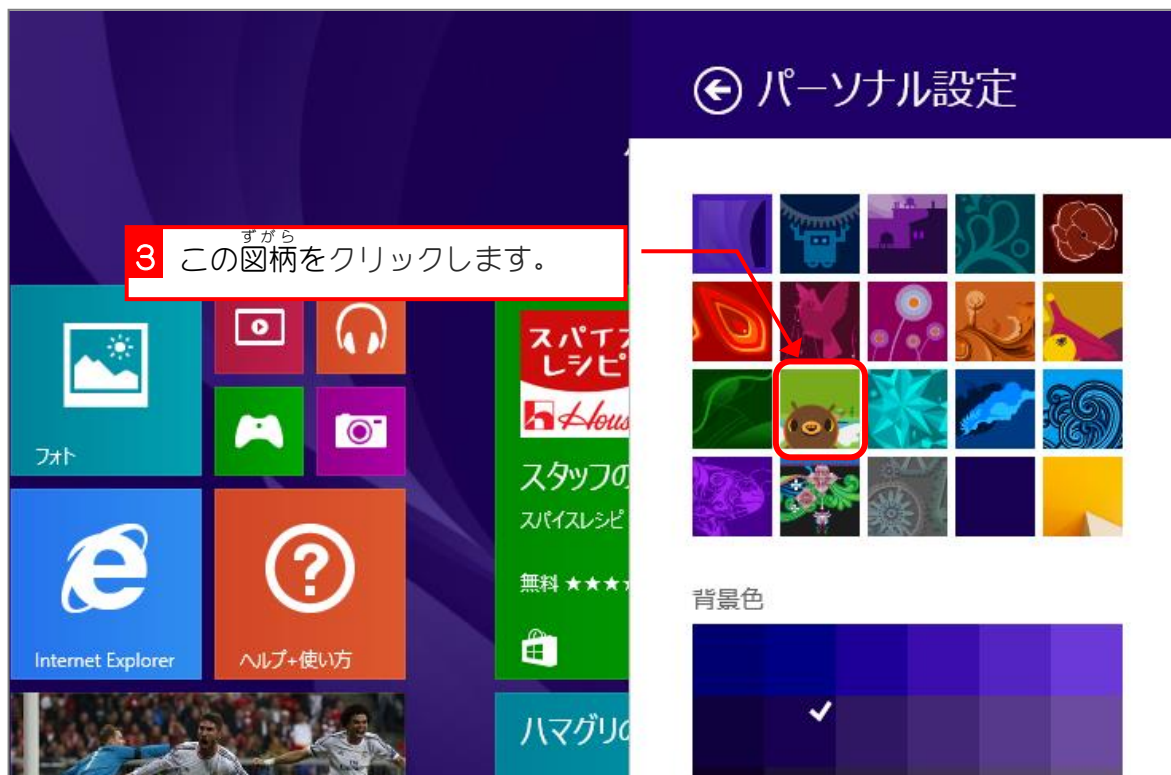 パーソナル設定
ずがら
3 この図柄をクリックします。
スパイス
レシピ
House
フォト
スタッフの
スパイスレシピ
無料 ★★★
Internet Explorer
ヘルプ+使い方
背景色
ハマグリの